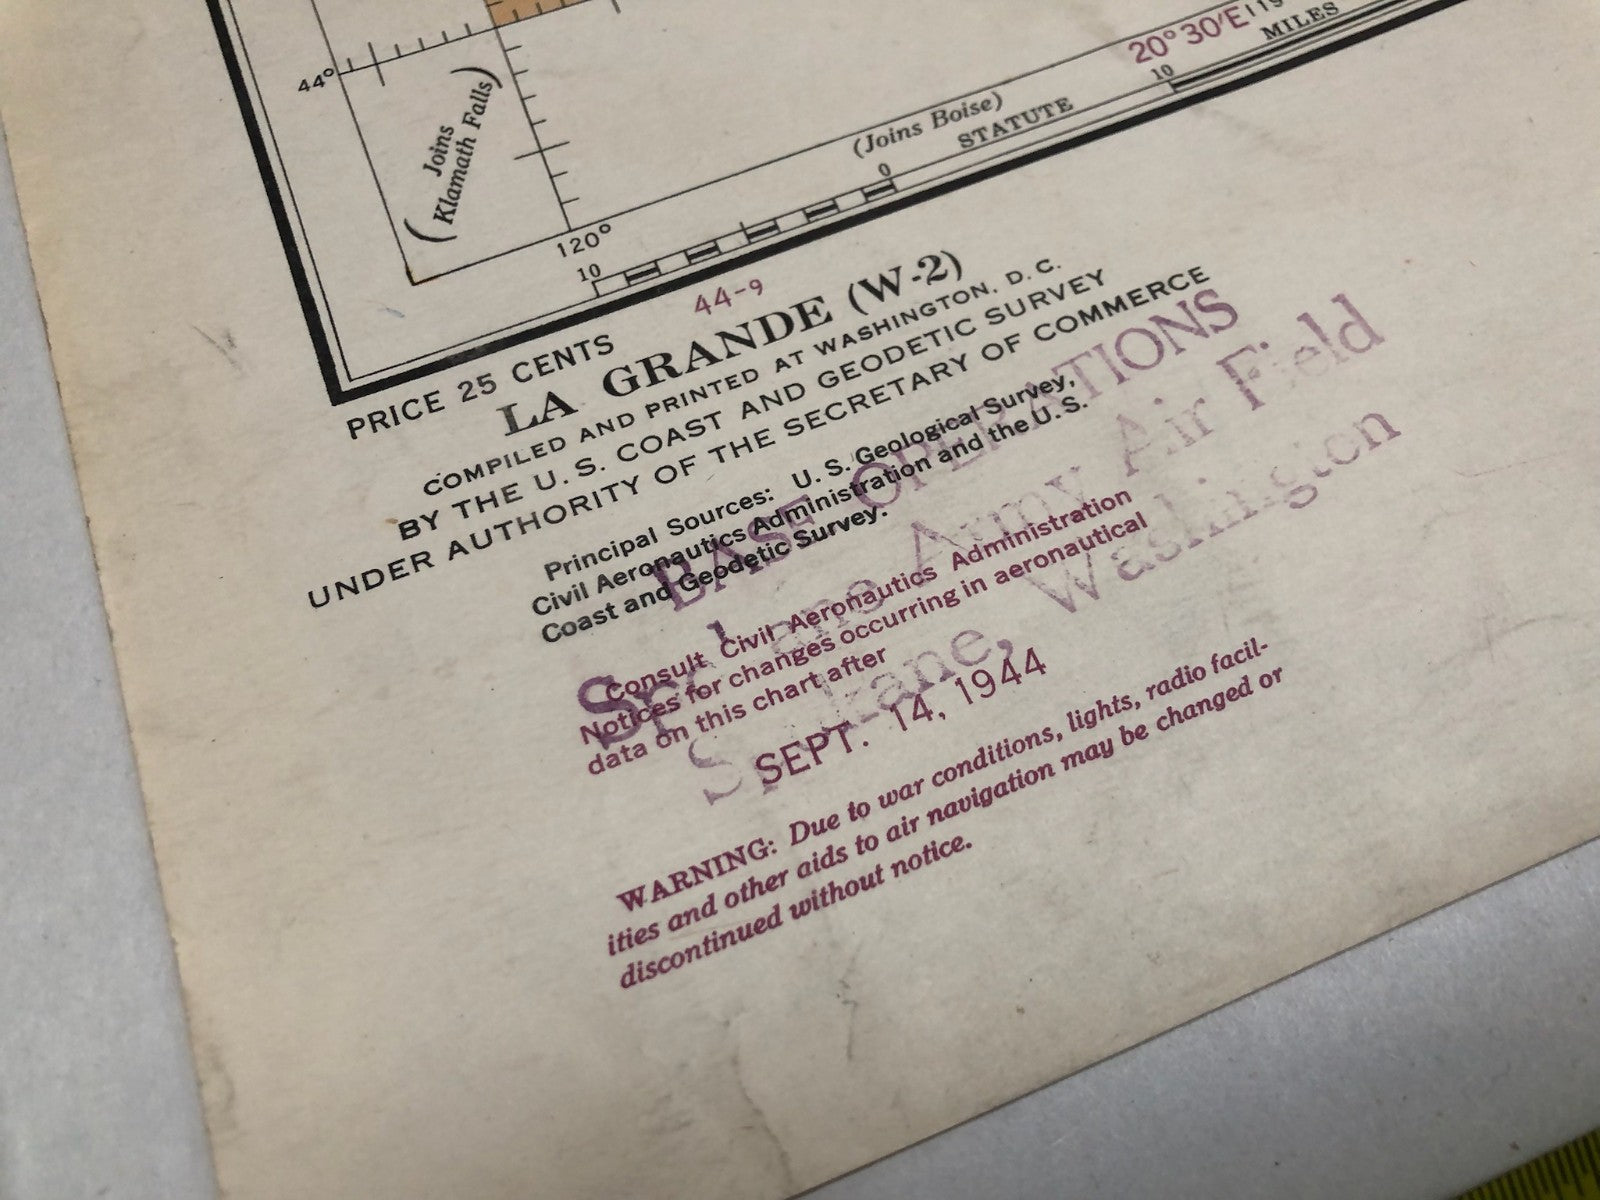 44°
(Joins
Klamath Falls)
120°
10
0
10
(Joins Boise)
STATUTE
MILES
20°30'E
44-9
PRICE 25 CENTS
LA GRANDE (W-2)
COMPILED AND PRINTED AT WASHINGTON, D. C.
BY THE U. S. COAST AND GEODETIC SURVEY
UNDER AUTHORITY OF THE SECRETARY OF COMMERCE
Principal Sources: U. S. Geological Survey,
Civil Aeronautics Administration and the U. S.
Coast and Geodetic Survey.
BASE OPERATIONS
Army Air Field
Spokane, Washington
Consult Civil Aeronautics Administration
Notices for changes occurring in aeronautical
data on this chart after
SEPT. 14, 1944
WARNING: Due to war conditions, lights, radio facil-
ities and other aids to air navigation may be changed or
discontinued without notice.